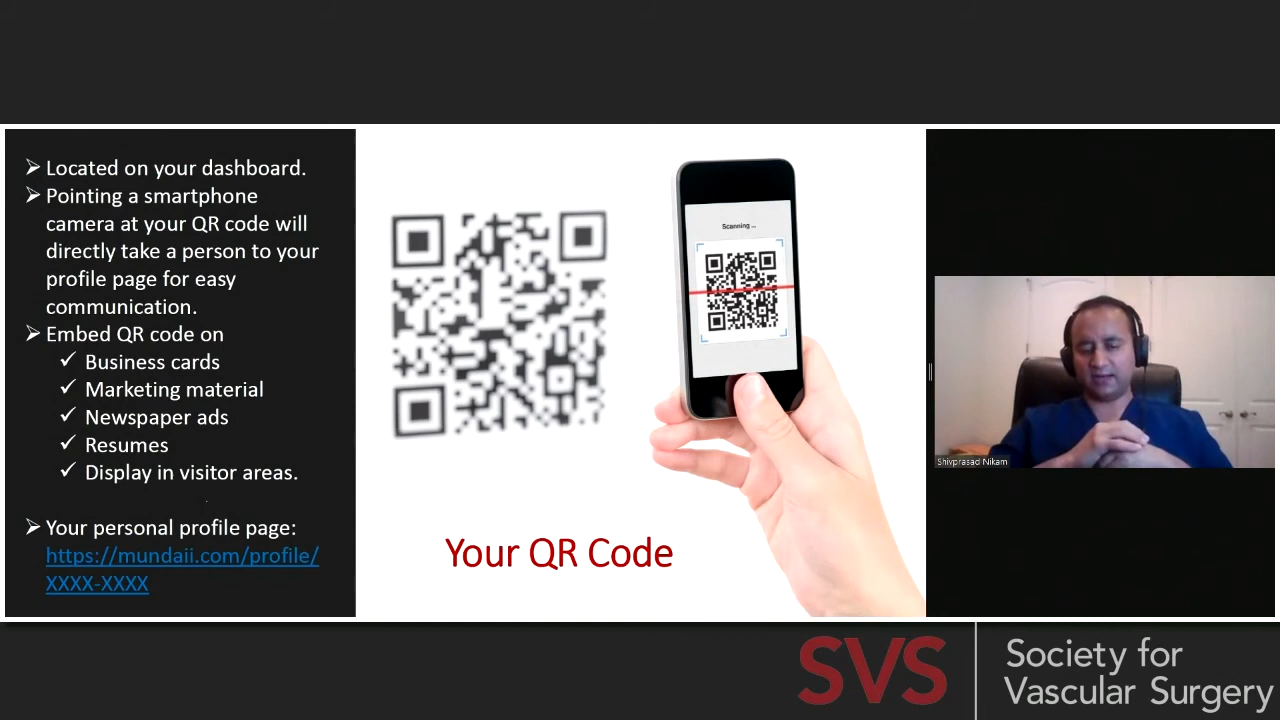 Located on your dashboard.
Pointing a smartphone
camera at your QR code will
directly take a person to your
profile page for easy
communication.
Embed QR code on
Business cards
Marketing material
Newspaper ads
Resumes
Display in visitor areas.
Your personal profile page:
https://mundaii.com/profile/
XXXX-XXXX
Scanning ...
Your QR Code
Shivprasad Nikam
SVS
Society for
Vascular Surgery